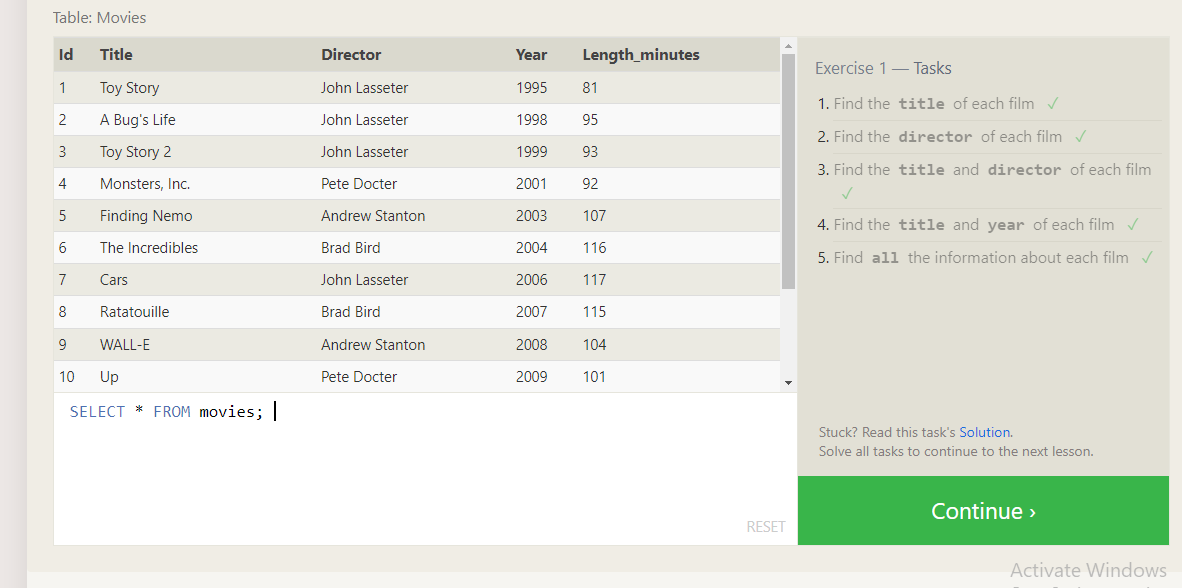 Table: Movies
Id Title Director Year Length_minutes
1 Toy Story John Lasseter 1995 81
2 A Bug's Life John Lasseter 1998 95
3 Toy Story 2 John Lasseter 1999 93
4 Monsters, Inc. Pete Docter 2001 92
5 Finding Nemo Andrew Stanton 2003 107
6 The Incredibles Brad Bird 2004 116
7 Cars John Lasseter 2006 117
8 Ratatouille Brad Bird 2007 115
9 WALL-E Andrew Stanton 2008 104
10 Up Pete Docter 2009 101
SELECT * FROM movies;
RESET
Exercise 1 — Tasks
1. Find the title of each film ✓
2. Find the director of each film ✓
3. Find the title and director of each film
✓
4. Find the title and year of each film ✓
5. Find all the information about each film ✓
Stuck? Read this task's Solution.
Solve all tasks to continue to the next lesson.
Continue ›
Activate Windows